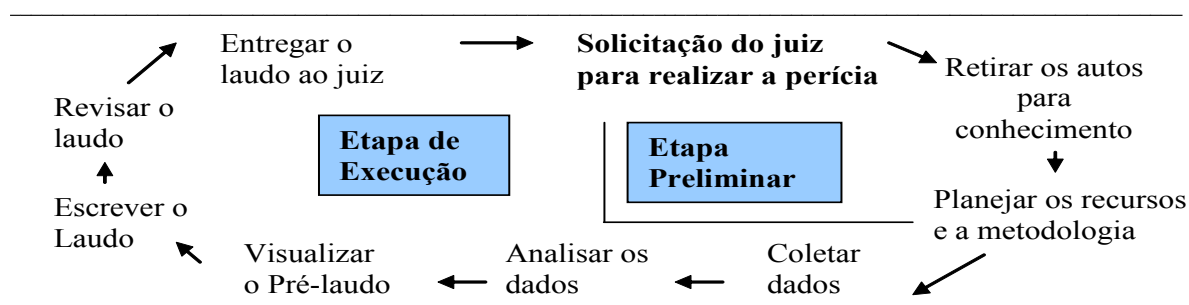 Entregar o
laudo ao juiz
Solicitação do juiz
para realizar a perícia
Retirar os autos
para
conhecimento
Revisar o
laudo
Etapa de
Execução
Etapa
Preliminar
Escrever o
Laudo
Planejar os recursos
e a metodologia
Visualizar
o Pré-laudo
Analisar os
dados
Coletar
dados